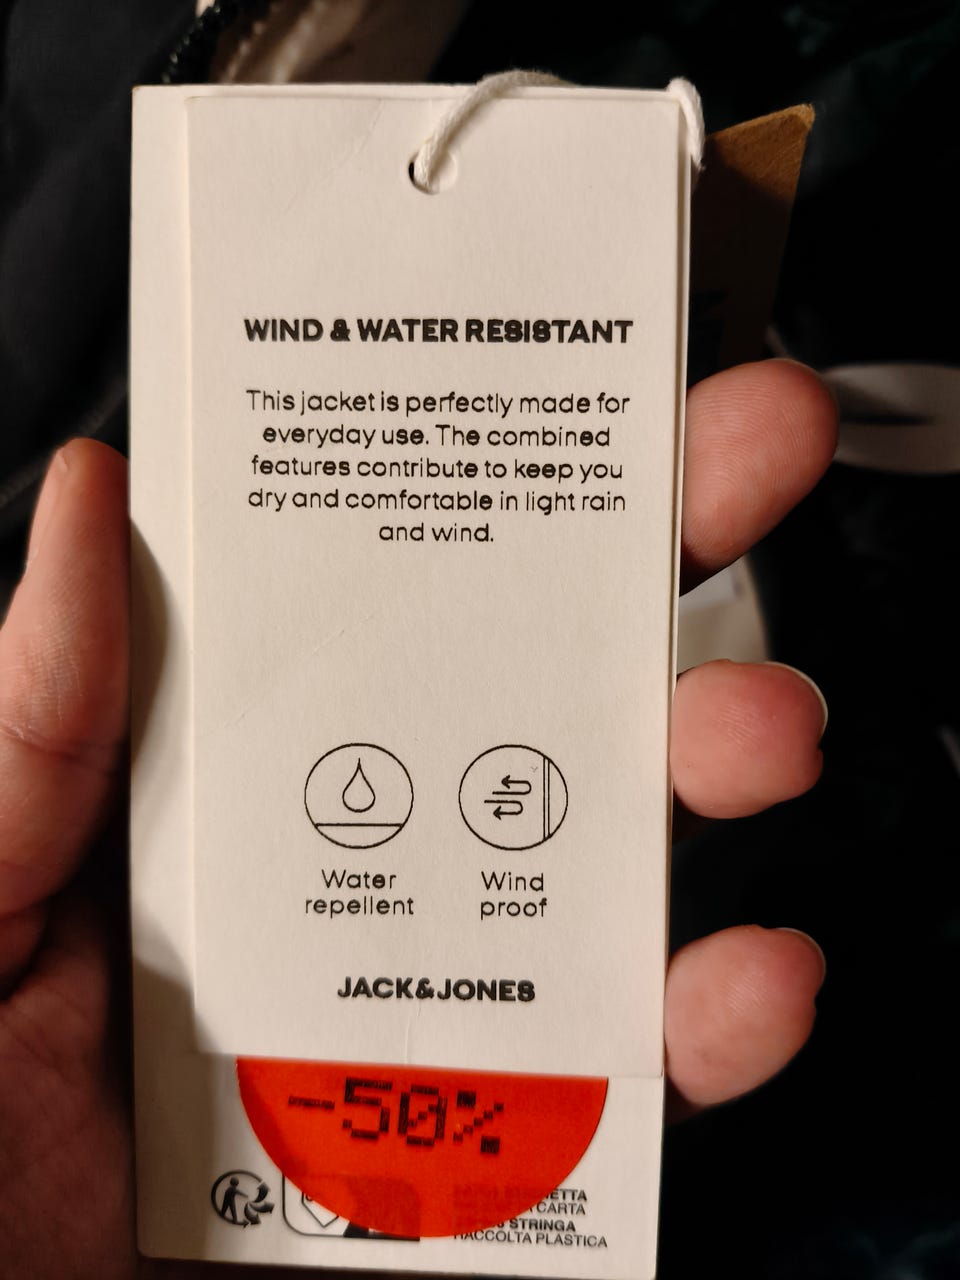 WIND & WATER RESISTANT
This jacket is perfectly made for
everyday use. The combined
features contribute to keep you
dry and comfortable in light rain
and wind.
Water
repellent
Wind
proof
JACK&JONES
-50%
CARTA
STRINGA
RACCOLTA PLASTICA